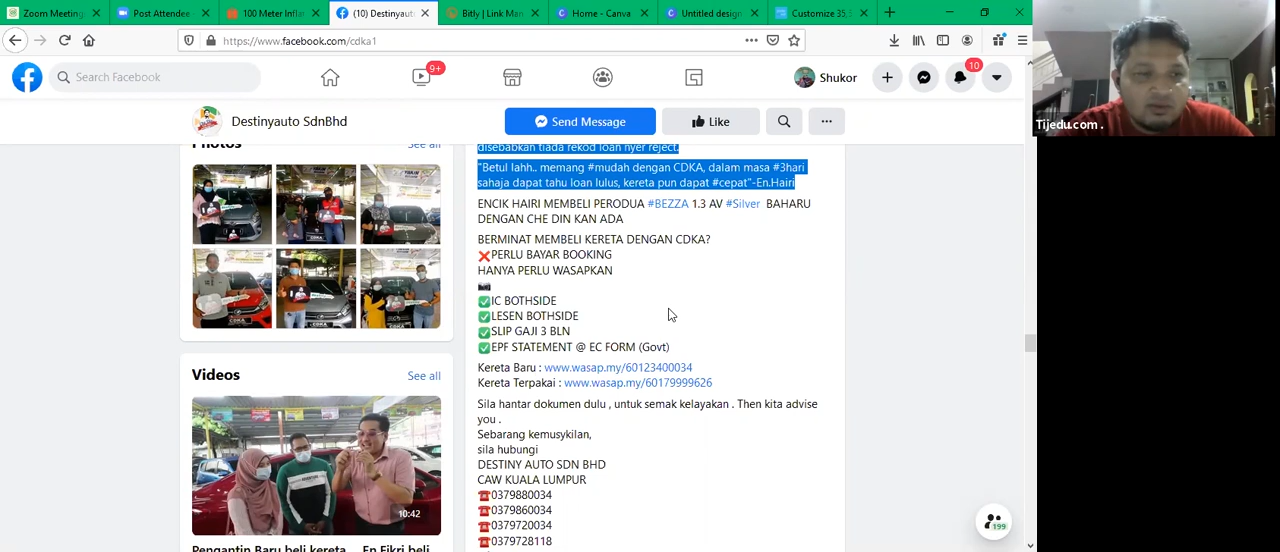 Zoom Meeting
Post Attendee -
100 Meter Infla
(10) Destinyauto
Bitly | Link Man
Home - Canva
Untitled design
Customize 35,
https://www.facebook.com/cdka1
Search Facebook
9+
Shukor
10
Tijedu.com .
Destinyauto SdnBhd
Send Message
Like
Photos
See all
disebabkan tiada rekod loan nyer reject.
"Betul lahh.. memang #mudah dengan CDKA, dalam masa #3hari
sahaja dapat tahu loan lulus, kereta pun dapat #cepat"-En.Hairi
ENCIK HAIRI MEMBELI PERODUA #BEZZA 1.3 AV #Silver BAHARU
DENGAN CHE DIN KAN ADA
BERMINAT MEMBELI KERETA DENGAN CDKA?
❌PERLU BAYAR BOOKING
HANYA PERLU WASAPKAN
📷
✅IC BOTHSIDE
✅LESEN BOTHSIDE
✅SLIP GAJI 3 BLN
✅EPF STATEMENT @ EC FORM (Govt)
Kereta Baru : www.wasap.my/60123400034
Kereta Terpakai : www.wasap.my/60179999626
Sila hantar dokumen dulu , untuk semak kelayakan . Then kita advise
you .
Sebarang kemusykilan,
sila hubungi
DESTINY AUTO SDN BHD
CAW KUALA LUMPUR
☎️0379880034
☎️0379860034
☎️0379720034
☎️0379728118
Videos
See all
10:42
Pengantin Baru beli kereta ... En Fikri beli
199